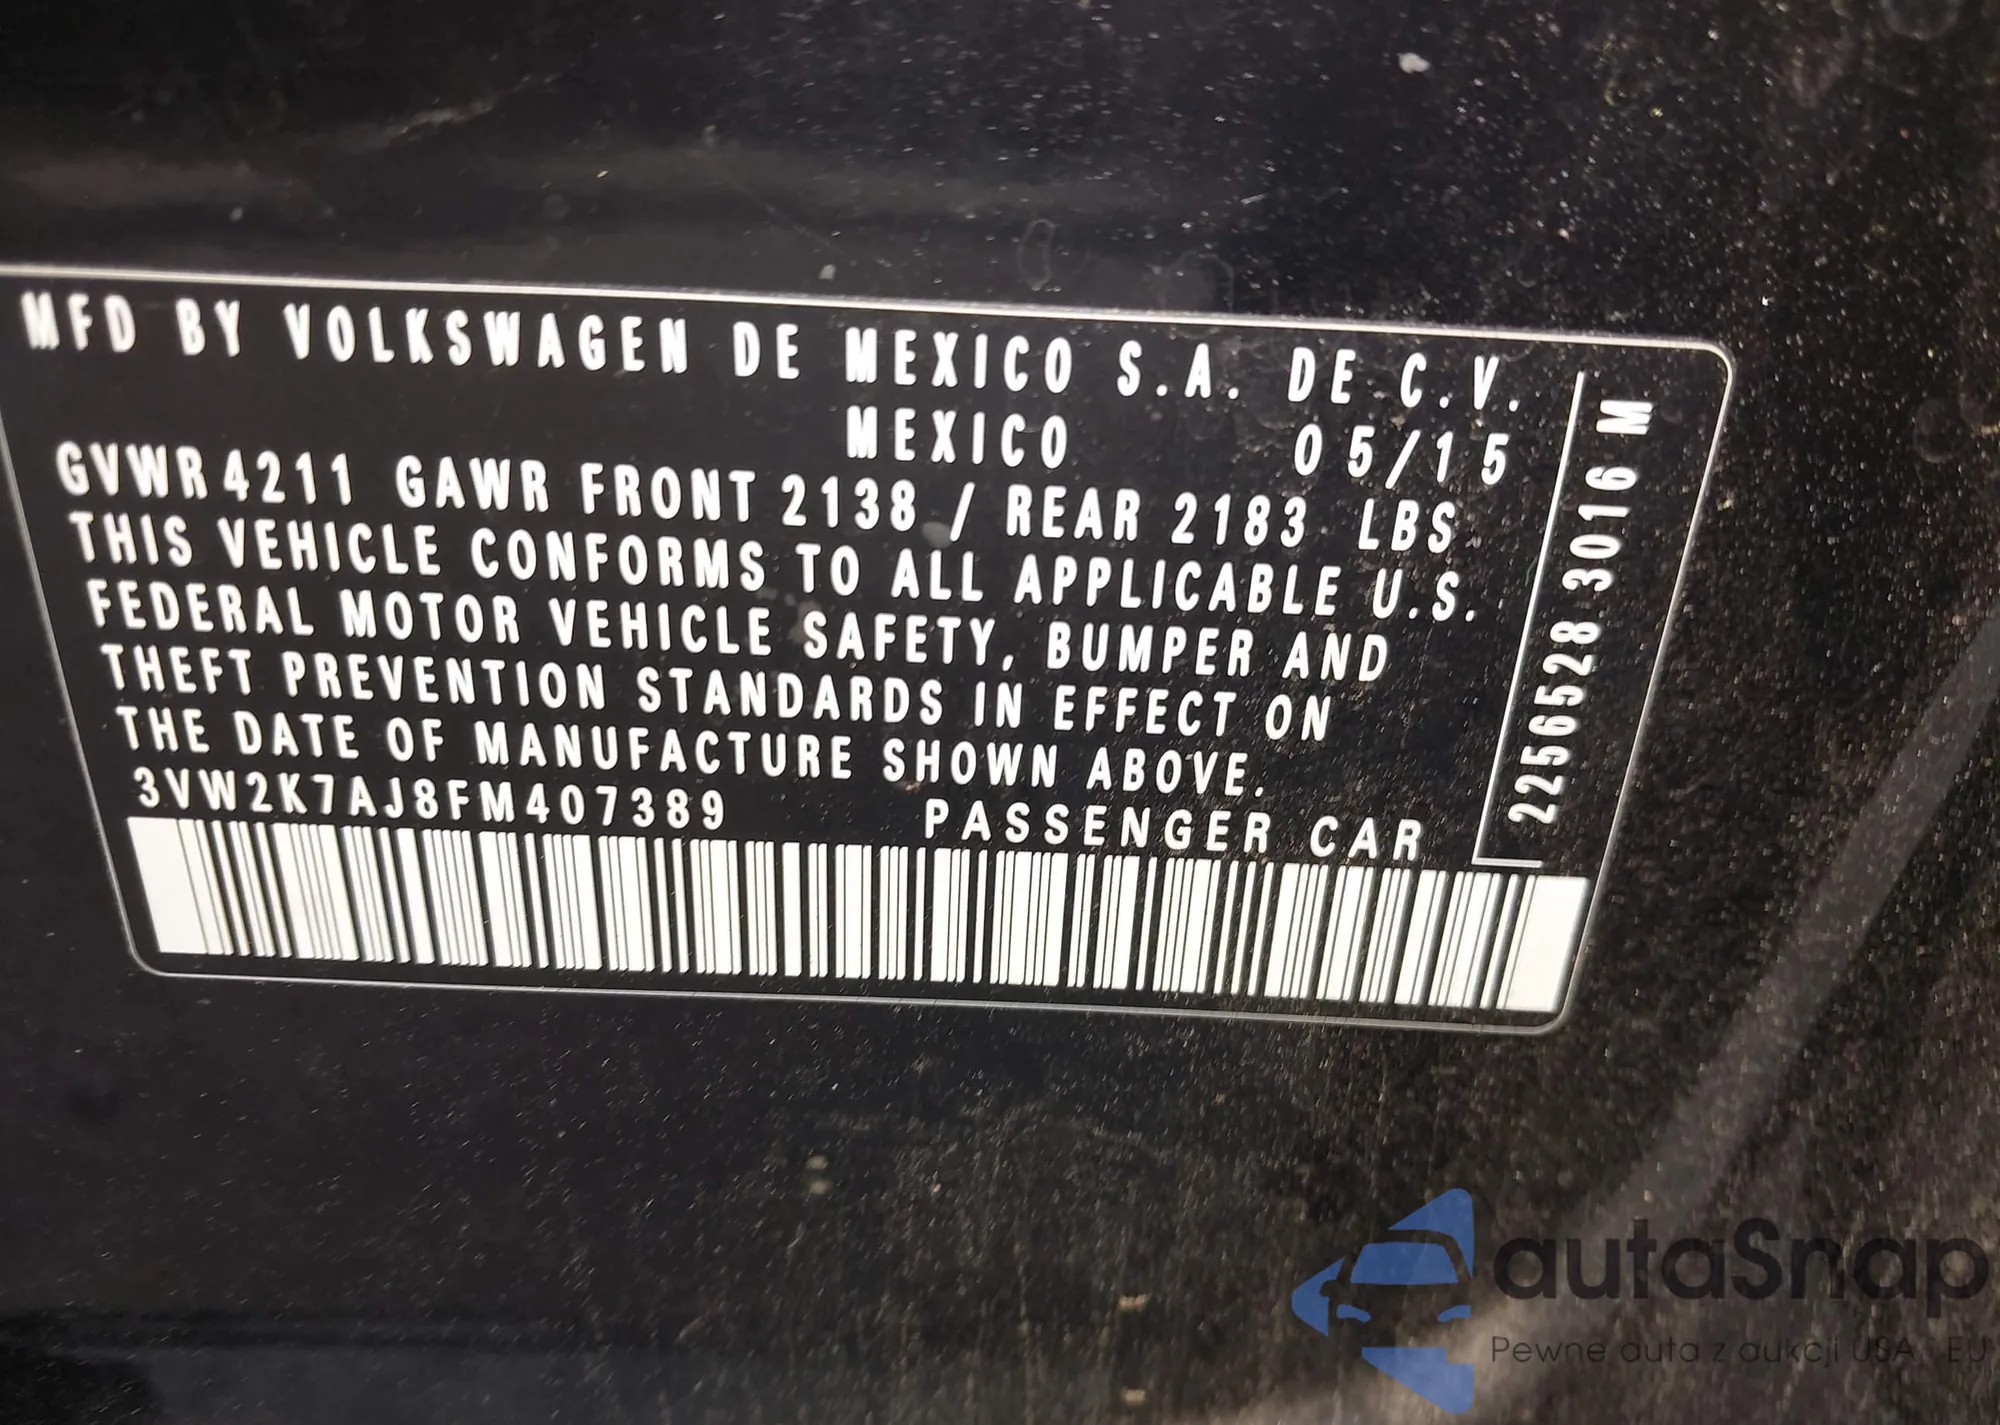 MFD BY VOLKSWAGEN DE MEXICO S.A. DE C.V.
MEXICO 05/15
GVWR 4211 GAWR FRONT 2138 / REAR 2183 LBS
THIS VEHICLE CONFORMS TO ALL APPLICABLE U.S.
FEDERAL MOTOR VEHICLE SAFETY, BUMPER AND
THEFT PREVENTION STANDARDS IN EFFECT ON
THE DATE OF MANUFACTURE SHOWN ABOVE.
3VW2K7AJ8FM407389 PASSENGER CAR
2256528 3016 M
autaSnap
Pewne auta z aukcji USA i EU